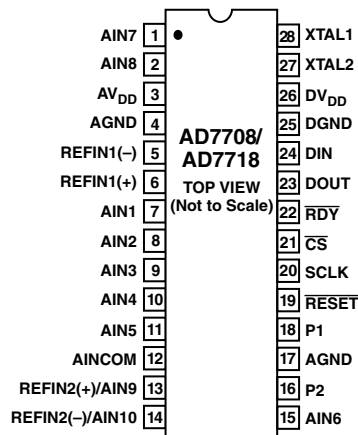 AIN7 1
AIN8 2
AVDD 3
AGND 4
REFIN1(–) 5
REFIN1(+) 6
AIN1 7
AIN2 8
AIN3 9
AIN4 10
AIN5 11
AINCOM 12
REFIN2(+)/AIN9 13
REFIN2(–)/AIN10 14
AD7708/
AD7718
TOP VIEW
(Not to Scale)
28 XTAL1
27 XTAL2
26 DVDD
25 DGND
24 DIN
23 DOUT
22 R̅D̅Y̅
21 C̅S̅
20 SCLK
19 R̅E̅S̅E̅T̅
18 P1
17 AGND
16 P2
15 AIN6